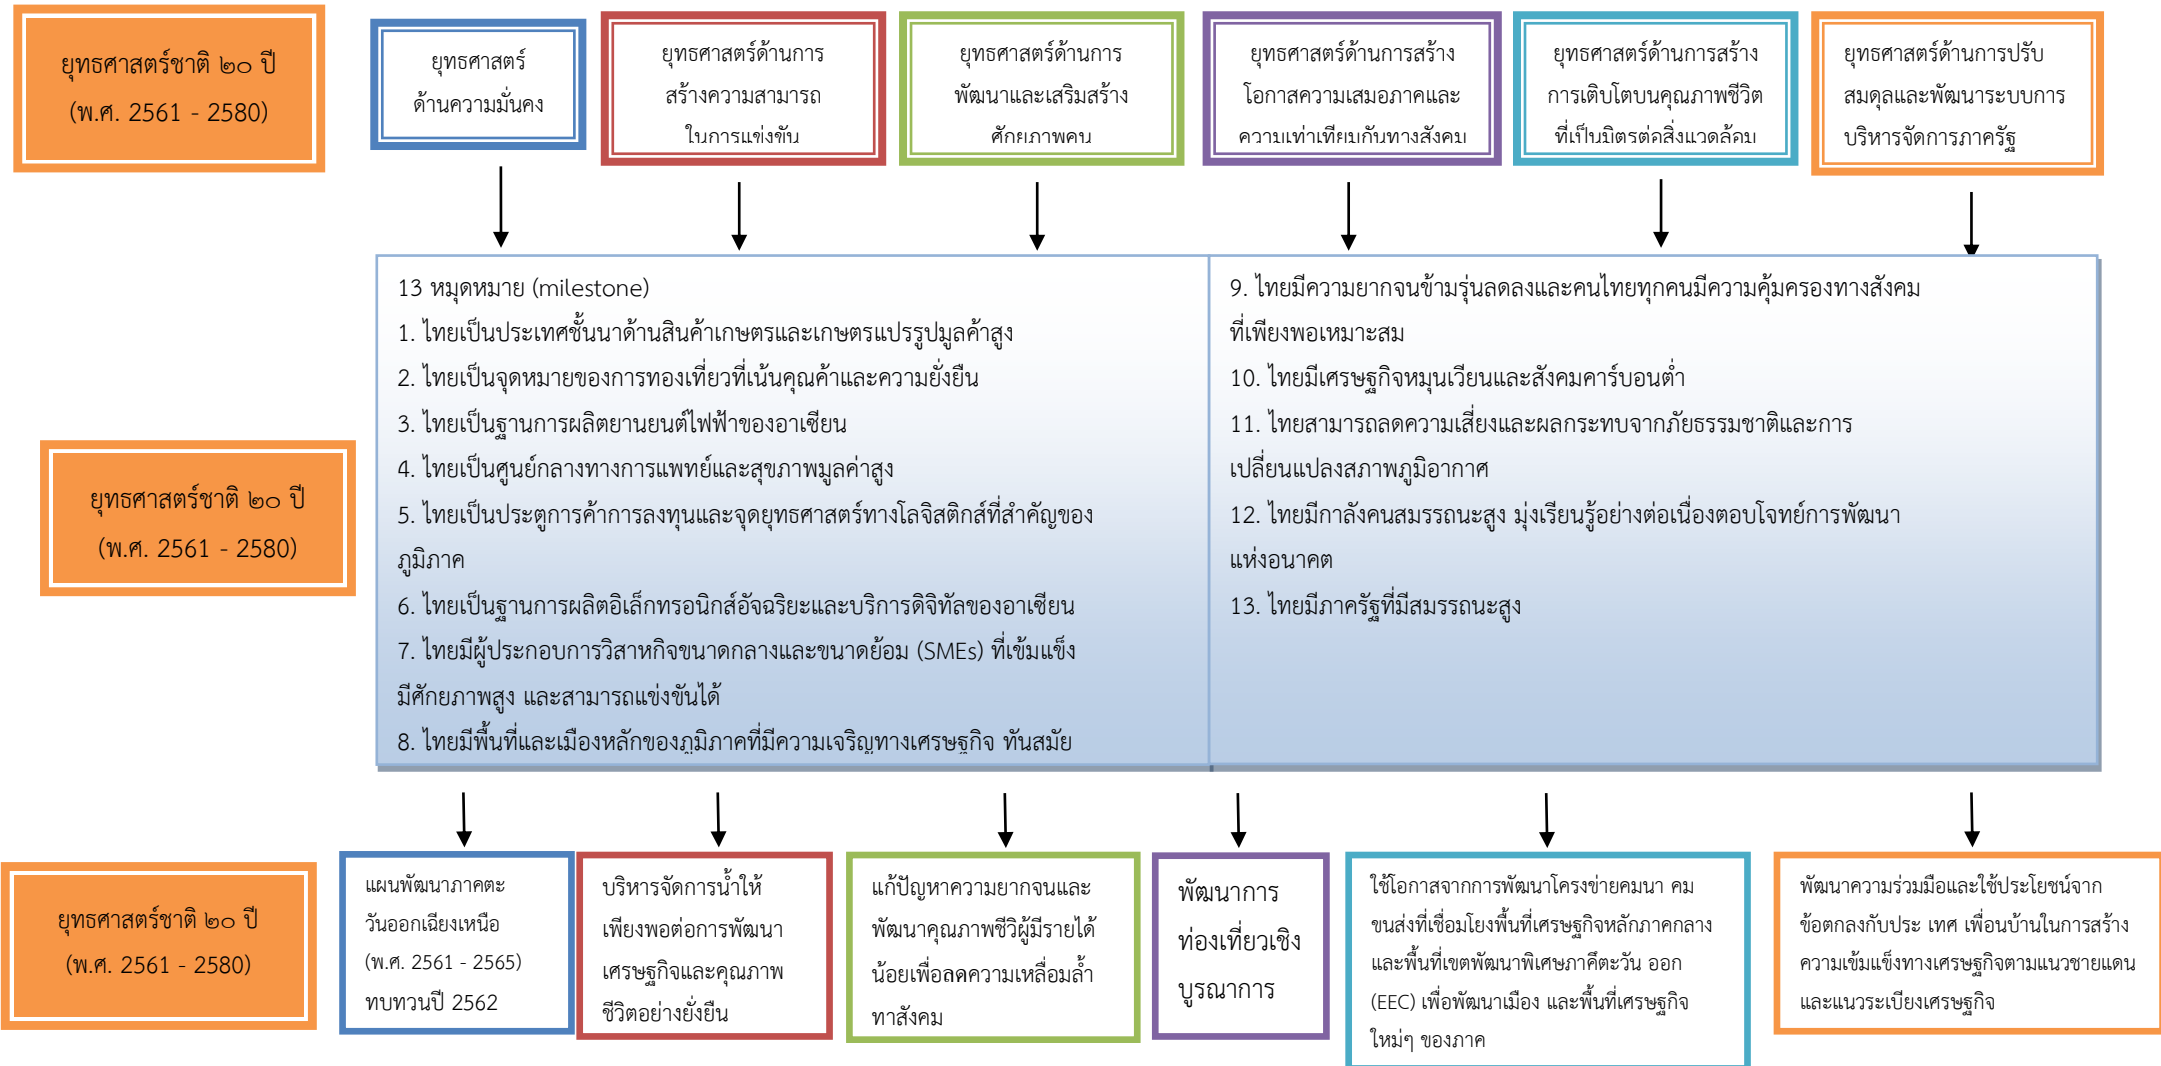 ยุทธศาสตร์ชาติ ๒๐ ปี
(พ.ศ. 2561 - 2580)
ยุทธศาสตร์
ด้านความมั่นคง
ยุทธศาสตร์ด้านการ
สร้างความสามารถ
ในการแข่งขัน
ยุทธศาสตร์ด้านการ
พัฒนาและเสริมสร้าง
ศักยภาพคน
ยุทธศาสตร์ด้านการสร้าง
โอกาสความเสมอภาคและ
ความเท่าเทียมกันทางสังคม
ยุทธศาสตร์ด้านการสร้าง
การเติบโตบนคุณภาพชีวิต
ที่เป็นมิตรต่อสิ่งแวดล้อม
ยุทธศาสตร์ด้านการปรับ
สมดุลและพัฒนาระบบการ
บริหารจัดการภาครัฐ
ยุทธศาสตร์ชาติ ๒๐ ปี
(พ.ศ. 2561 - 2580)
13 หมุดหมาย (milestone)
1. ไทยเป็นประเทศชั้นนาด้านสินค้าเกษตรและเกษตรแปรรูปมูลค้าสูง
2. ไทยเป็นจุดหมายของการทองเที่ยวที่เน้นคุณค้าและความยั่งยืน
3. ไทยเป็นฐานการผลิตยานยนต์ไฟฟ้าของอาเซียน
4. ไทยเป็นศูนย์กลางทางการแพทย์และสุขภาพมูลค่าสูง
5. ไทยเป็นประตูการค้าการลงทุนและจุดยุทธศาสตร์ทางโลจิสติกส์ที่สำคัญของ
ภูมิภาค
6. ไทยเป็นฐานการผลิตอิเล็กทรอนิกส์อัจฉริยะและบริการดิจิทัลของอาเซียน
7. ไทยมีผู้ประกอบการวิสาหกิจขนาดกลางและขนาดย้อม (SMEs) ที่เข้มแข็ง
มีศักยภาพสูง และสามารถแข่งขันได้
8. ไทยมีพื้นที่และเมืองหลักของภูมิภาคที่มีความเจริญทางเศรษฐกิจ ทันสมัย
9. ไทยมีความยากจนข้ามรุ่นลดลงและคนไทยทุกคนมีความคุ้มครองทางสังคม
ที่เพียงพอเหมาะสม
10. ไทยมีเศรษฐกิจหมุนเวียนและสังคมคาร์บอนต่ำ
11. ไทยสามารถลดความเสี่ยงและผลกระทบจากภัยธรรมชาติและการ
เปลี่ยนแปลงสภาพภูมิอากาศ
12. ไทยมีกาลังคนสมรรถนะสูง มุ่งเรียนรู้อย่างต่อเนื่องตอบโจทย์การพัฒนา
แห่งอนาคต
13. ไทยมีภาครัฐที่มีสมรรถนะสูง
ยุทธศาสตร์ชาติ ๒๐ ปี
(พ.ศ. 2561 - 2580)
แผนพัฒนาภาคตะ
วันออกเฉียงเหนือ
(พ.ศ. 2561 - 2565)
ทบทวนปี 2562
บริหารจัดการน้ำให้
เพียงพอต่อการพัฒนา
เศรษฐกิจและคุณภาพ
ชีวิตอย่างยั่งยืน
แก้ปัญหาความยากจนและ
พัฒนาคุณภาพชีวิผู้มีรายได้
น้อยเพื่อลดความเหลื่อมล้ำ
ทาสังคม
พัฒนาการ
ท่องเที่ยวเชิง
บูรณาการ
ใช้โอกาสจากการพัฒนาโครงข่ายคมนา คม
ขนส่งที่เชื่อมโยงพื้นที่เศรษฐกิจหลักภาคกลาง
และพื้นที่เขตพัฒนาพิเศษภาคีตะวัน ออก
(EEC) เพื่อพัฒนาเมือง และพื้นที่เศรษฐกิจ
ใหม่ๆ ของภาค
พัฒนาความร่วมมือและใช้ประโยชน์จาก
ข้อตกลงกับประ เทศ เพื่อนบ้านในการสร้าง
ความเข้มแข็งทางเศรษฐกิจตามแนวชายแดน
และแนวระเบียงเศรษฐกิจ